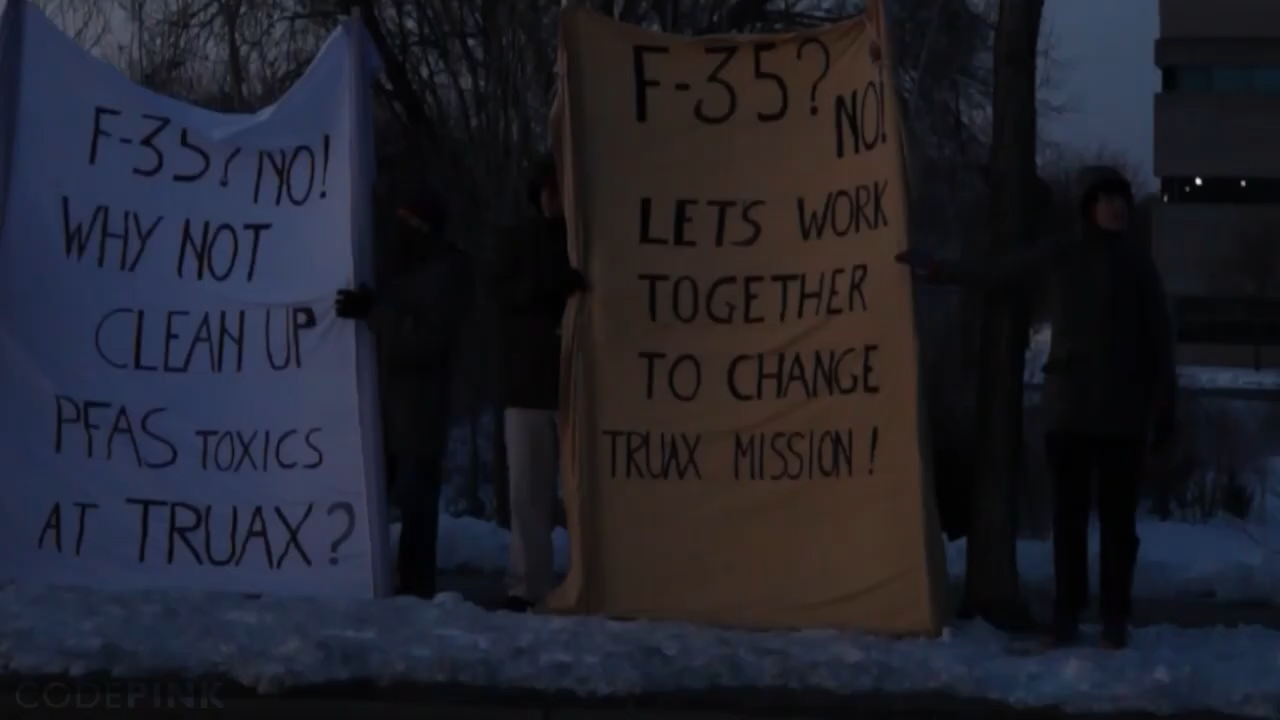 F-35? NO!
WHY NOT
CLEAN UP
PFAS TOXICS
AT TRUAX?
F-35?
NO!
LETS WORK
TOGETHER
TO CHANGE
TRUAX MISSION!
CODEPINK